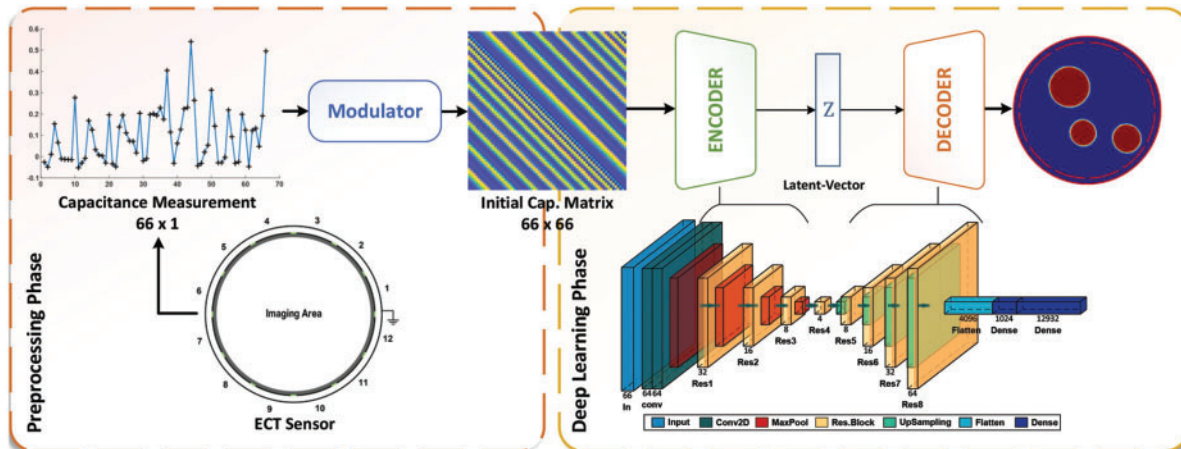 Preprocessing Phase
0.6
0.5
0.4
0.3
0.2
0.1
0
-0.1
0 10 20 30 40 50 60 70
Capacitance Measurement
66 x 1
Modulator
Initial Cap. Matrix
66 x 66
4 3
5 2
6 1
7 12
8 11
9 10
Imaging Area
ECT Sensor
Deep Learning Phase
ENCODER
Z
Latent-Vector
DECODER
66
In
64 64
conv
32
Res1
16
Res2
8
Res3
4
Res4
8
Res5
16
Res6
32
Res7
64
Res8
4096
Flatten
1024
Dense
12932
Dense
Input Conv2D MaxPool Res.Block UpSampling Flatten Dense